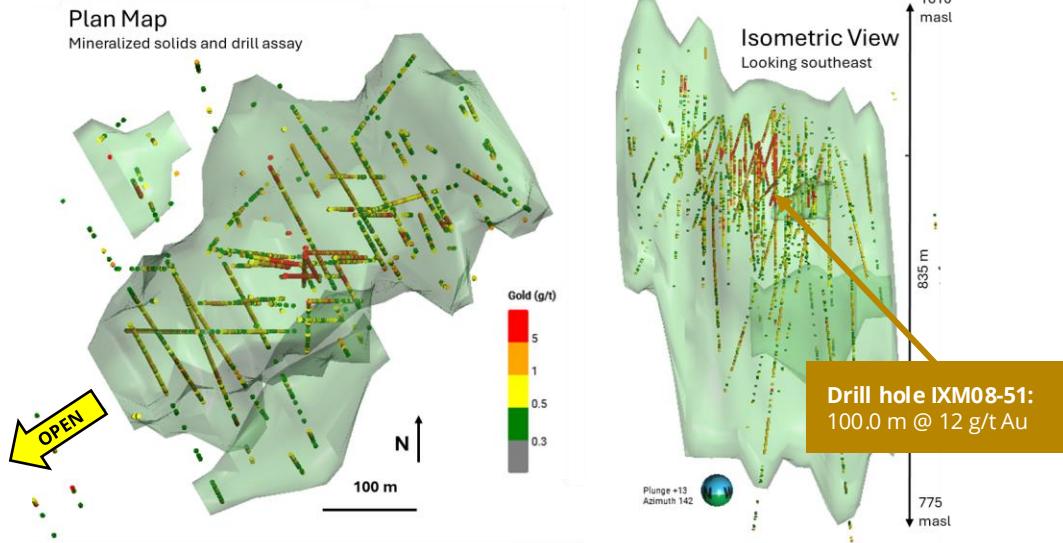 Plan Map
Mineralized solids and drill assay
OPEN
N
100 m
Gold (g/t)
5
1
0.5
0.3
masl
Isometric View
Looking southeast
835 m
Drill hole IXM08-51:
100.0 m @ 12 g/t Au
Plunge +13
Azimuth 142
775
masl